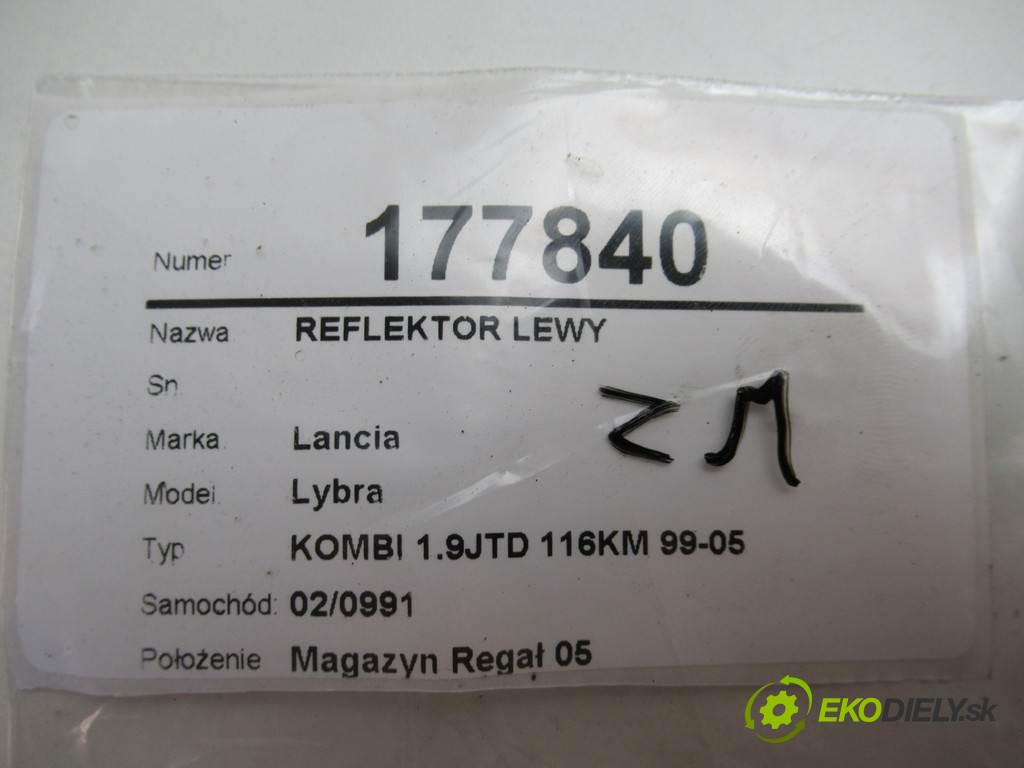 Numer 177840
Nazwa REFLEKTOR LEWY
Sn
Marka Lancia
ZM
Model Lybra
Typ KOMBI 1.9JTD 116KM 99-05
Samochód: 02/0991
Położenie Magazyn Regał 05
EKODIELY.sk